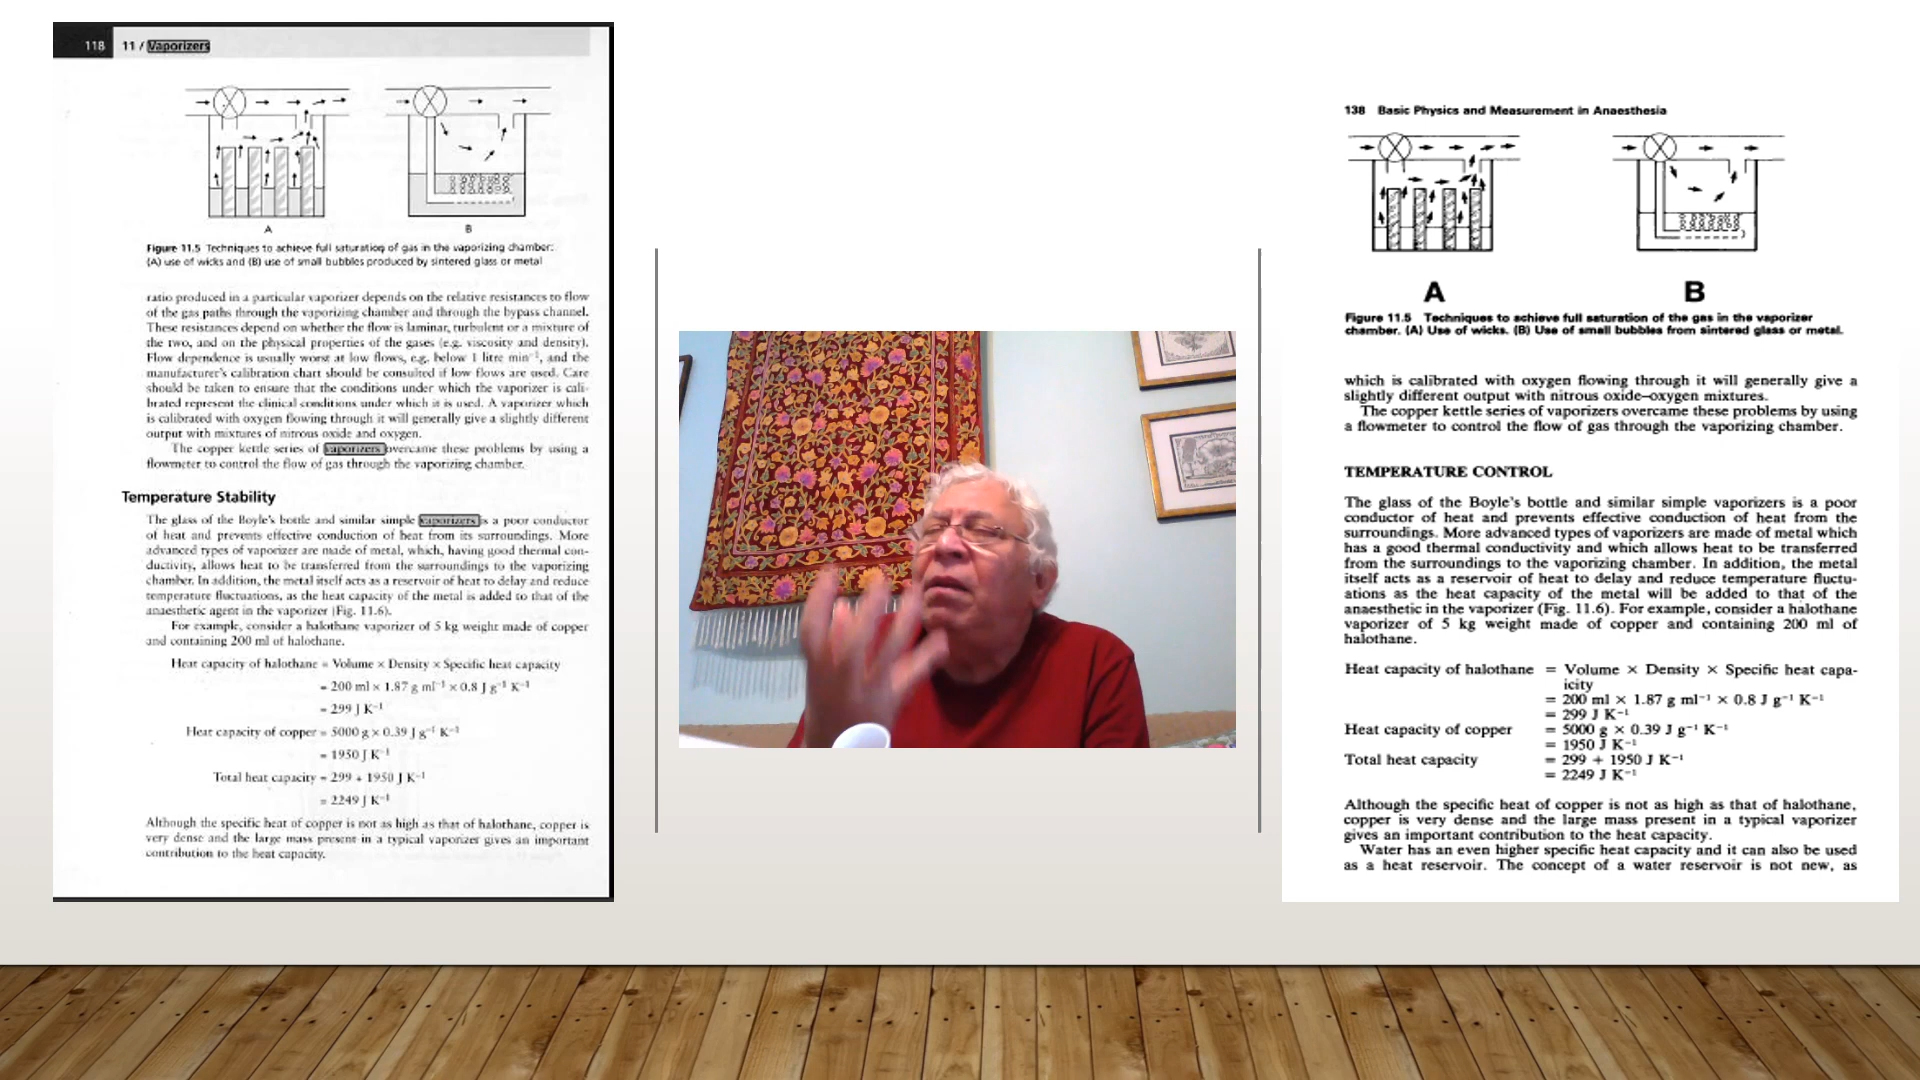 118 11 / Vaporizers
A B
Figure 11.5 Techniques to achieve full saturation of gas in the vaporizing chamber:
(A) use of wicks and (B) use of small bubbles produced by sintered glass or metal
ratio produced in a particular vaporizer depends on the relative resistances to flow
of the gas paths through the vaporizing chamber and through the bypass channel.
These resistances depend on whether the flow is laminar, turbulent or a mixture of
the two, and on the physical properties of the gases (e.g. viscosity and density).
Flow dependence is usually worst at low flows, e.g. below 1 litre min⁻¹, and the
manufacturer's calibration chart should be consulted if low flows are used. Care
should be taken to ensure that the conditions under which the vaporizer is cali-
brated represent the clinical conditions under which it is used. A vaporizer which
is calibrated with oxygen flowing through it will generally give a slightly different
output with mixtures of nitrous oxide and oxygen.
The copper kettle series of vaporizers overcame these problems by using a
flowmeter to control the flow of gas through the vaporizing chamber.
Temperature Stability
The glass of the Boyle's bottle and similar simple vaporizers is a poor conductor
of heat and prevents effective conduction of heat from its surroundings. More
advanced types of vaporizer are made of metal, which, having good thermal con-
ductivity, allows heat to be transferred from the surroundings to the vaporizing
chamber. In addition, the metal itself acts as a reservoir of heat to delay and reduce
temperature fluctuations, as the heat capacity of the metal is added to that of the
anaesthetic agent in the vaporizer (Fig. 11.6).
For example, consider a halothane vaporizer of 5 kg weight made of copper
and containing 200 ml of halothane.
Heat capacity of halothane = Volume × Density × Specific heat capacity
= 200 ml × 1.87 g ml⁻¹ × 0.8 J g⁻¹ K⁻¹
= 299 J K⁻¹
Heat capacity of copper = 5000 g × 0.39 J g⁻¹ K⁻¹
= 1950 J K⁻¹
Total heat capacity = 299 + 1950 J K⁻¹
= 2249 J K⁻¹
Although the specific heat of copper is not as high as that of halothane, copper is
very dense and the large mass present in a typical vaporizer gives an important
contribution to the heat capacity.
138 Basic Physics and Measurement in Anaesthesia
A B
Figure 11.5 Techniques to achieve full saturation of the gas in the vaporizer
chamber. (A) Use of wicks. (B) Use of small bubbles from sintered glass or metal.
which is calibrated with oxygen flowing through it will generally give a
slightly different output with nitrous oxide–oxygen mixtures.
The copper kettle series of vaporizers overcame these problems by using
a flowmeter to control the flow of gas through the vaporizing chamber.
TEMPERATURE CONTROL
The glass of the Boyle's bottle and similar simple vaporizers is a poor
conductor of heat and prevents effective conduction of heat from the
surroundings. More advanced types of vaporizers are made of metal which
has a good thermal conductivity and which allows heat to be transferred
from the surroundings to the vaporizing chamber. In addition, the metal
itself acts as a reservoir of heat to delay and reduce temperature fluctu-
ations as the heat capacity of the metal will be added to that of the
anaesthetic in the vaporizer (Fig. 11.6). For example, consider a halothane
vaporizer of 5 kg weight made of copper and containing 200 ml of
halothane.
Heat capacity of halothane = Volume × Density × Specific heat capa-
icity
= 200 ml × 1.87 g ml⁻¹ × 0.8 J g⁻¹ K⁻¹
= 299 J K⁻¹
Heat capacity of copper = 5000 g × 0.39 J g⁻¹ K⁻¹
= 1950 J K⁻¹
Total heat capacity = 299 + 1950 J K⁻¹
= 2249 J K⁻¹
Although the specific heat of copper is not as high as that of halothane,
copper is very dense and the large mass present in a typical vaporizer
gives an important contribution to the heat capacity.
Water has an even higher specific heat capacity and it can also be used
as a heat reservoir. The concept of a water reservoir is not new, as